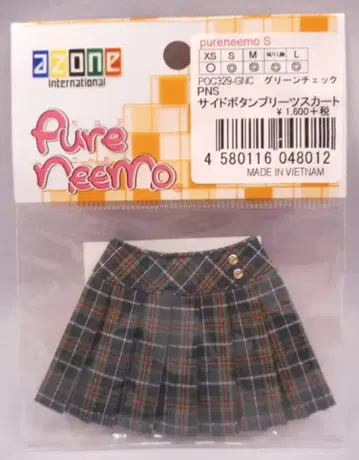 azone
international
Pure
neemo
pureneemo S
XS S M L
◎ ◎ ◎ ◎
POC329-GNC グリーンチェック
PNS
サイドボタンプリーツスカート
¥ 1,600+税
4 580116 048012
MADE IN VIETNAM